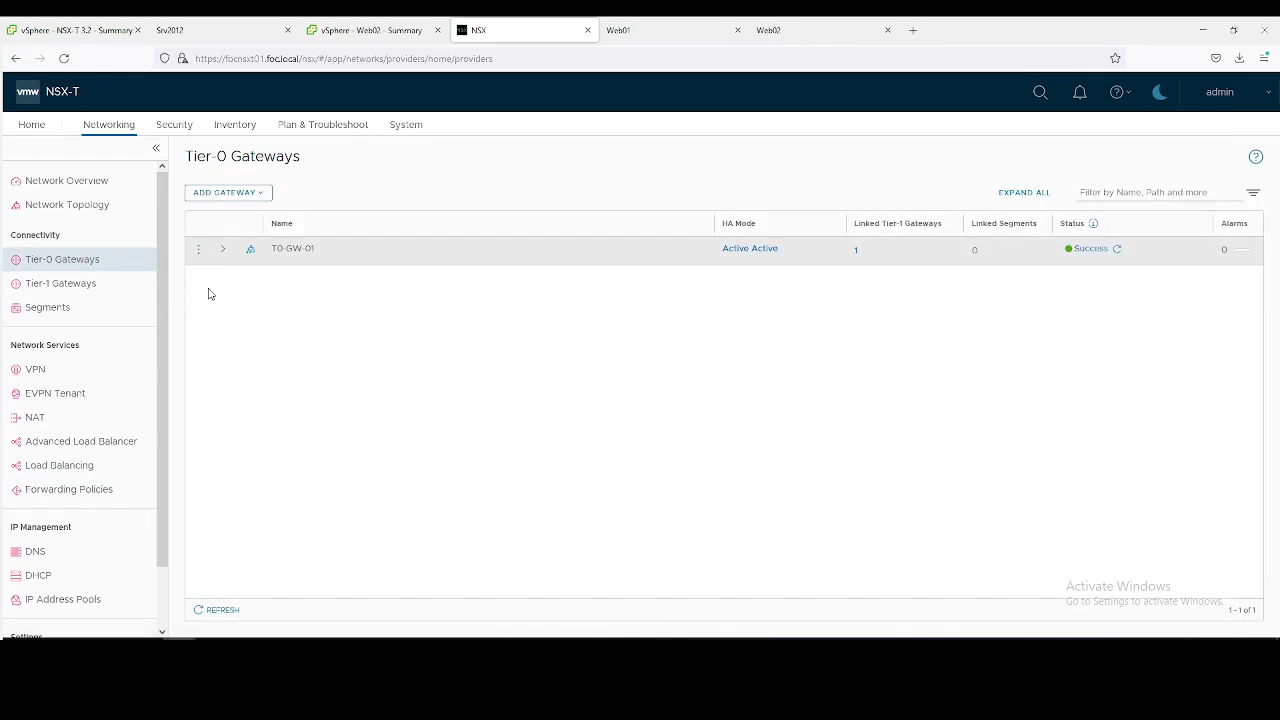 vSphere - NSX-T 3.2 - Summary
Srv2012
vSphere - Web02 - Summary
NSX
Web01
Web02
https://focnsxt01.foc.local/nsx/#/app/networks/providers/home/providers
vmw NSX-T
admin
Home
Networking
Security
Inventory
Plan & Troubleshoot
System
Network Overview
Network Topology
Connectivity
Tier-0 Gateways
Tier-1 Gateways
Segments
Network Services
VPN
EVPN Tenant
NAT
Advanced Load Balancer
Load Balancing
Forwarding Policies
IP Management
DNS
DHCP
IP Address Pools
Settings
Tier-0 Gateways
ADD GATEWAY
EXPAND ALL
Filter by Name, Path and more
Name
HA Mode
Linked Tier-1 Gateways
Linked Segments
Status
Alarms
T0-GW-01
Active Active
1
0
Success
0
Activate Windows
Go to Settings to activate Windows.
REFRESH
1 - 1 of 1